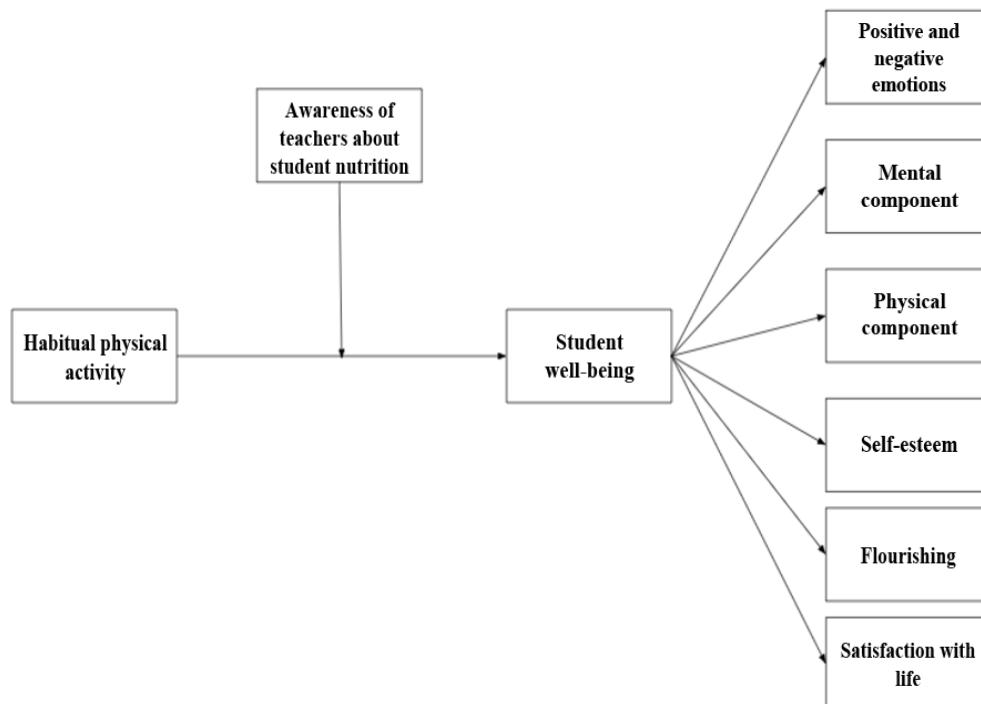 Positive and
negative
emotions
Awareness of
teachers about
student nutrition
Mental
component
Physical
component
Habitual physical
activity
Student
well-being
Self-esteem
Flourishing
Satisfaction with
life